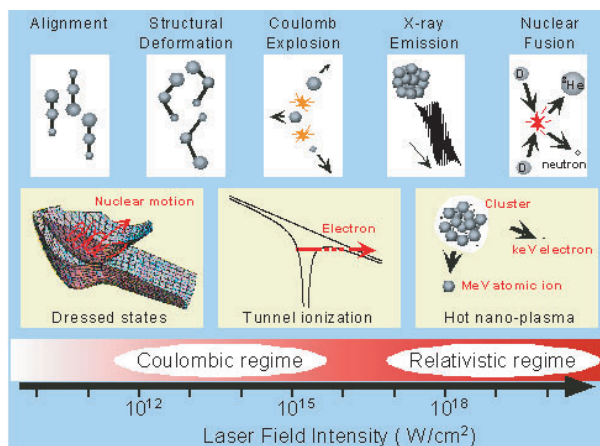 Alignment
Structural
Deformation
Coulomb
Explosion
X-ray
Emission
Nuclear
Fusion
D
³He
D
neutron
Nuclear motion
Dressed states
Electron
Tunnel ionization
Cluster
keV electron
MeV atomic ion
Hot nano-plasma
Coulombic regime
Relativistic regime
10¹²
10¹⁵
10¹⁸
Laser Field Intensity ( W/cm²)